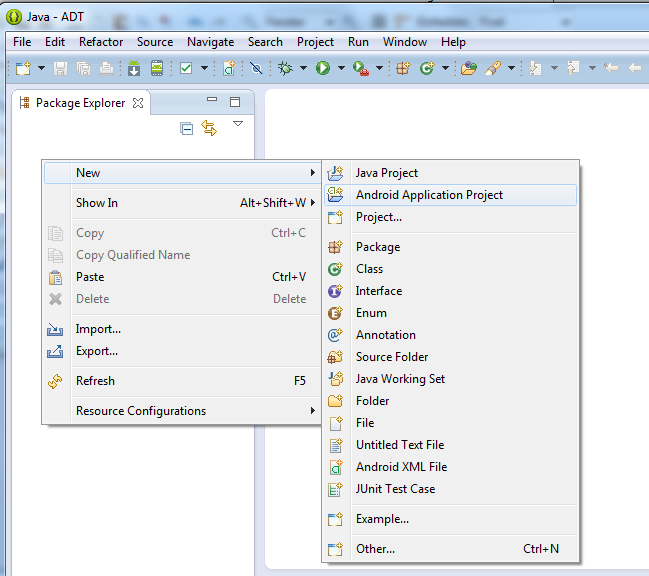 Java - ADT
File Edit Refactor Source Navigate Search Project Run Window Help
Package Explorer
New
Show In Alt+Shift+W
Copy Ctrl+C
Copy Qualified Name
Paste Ctrl+V
Delete Delete
Import...
Export...
Refresh F5
Resource Configurations
Java Project
Android Application Project
Project...
Package
Class
Interface
Enum
Annotation
Source Folder
Java Working Set
Folder
File
Untitled Text File
Android XML File
JUnit Test Case
Example...
Other... Ctrl+N